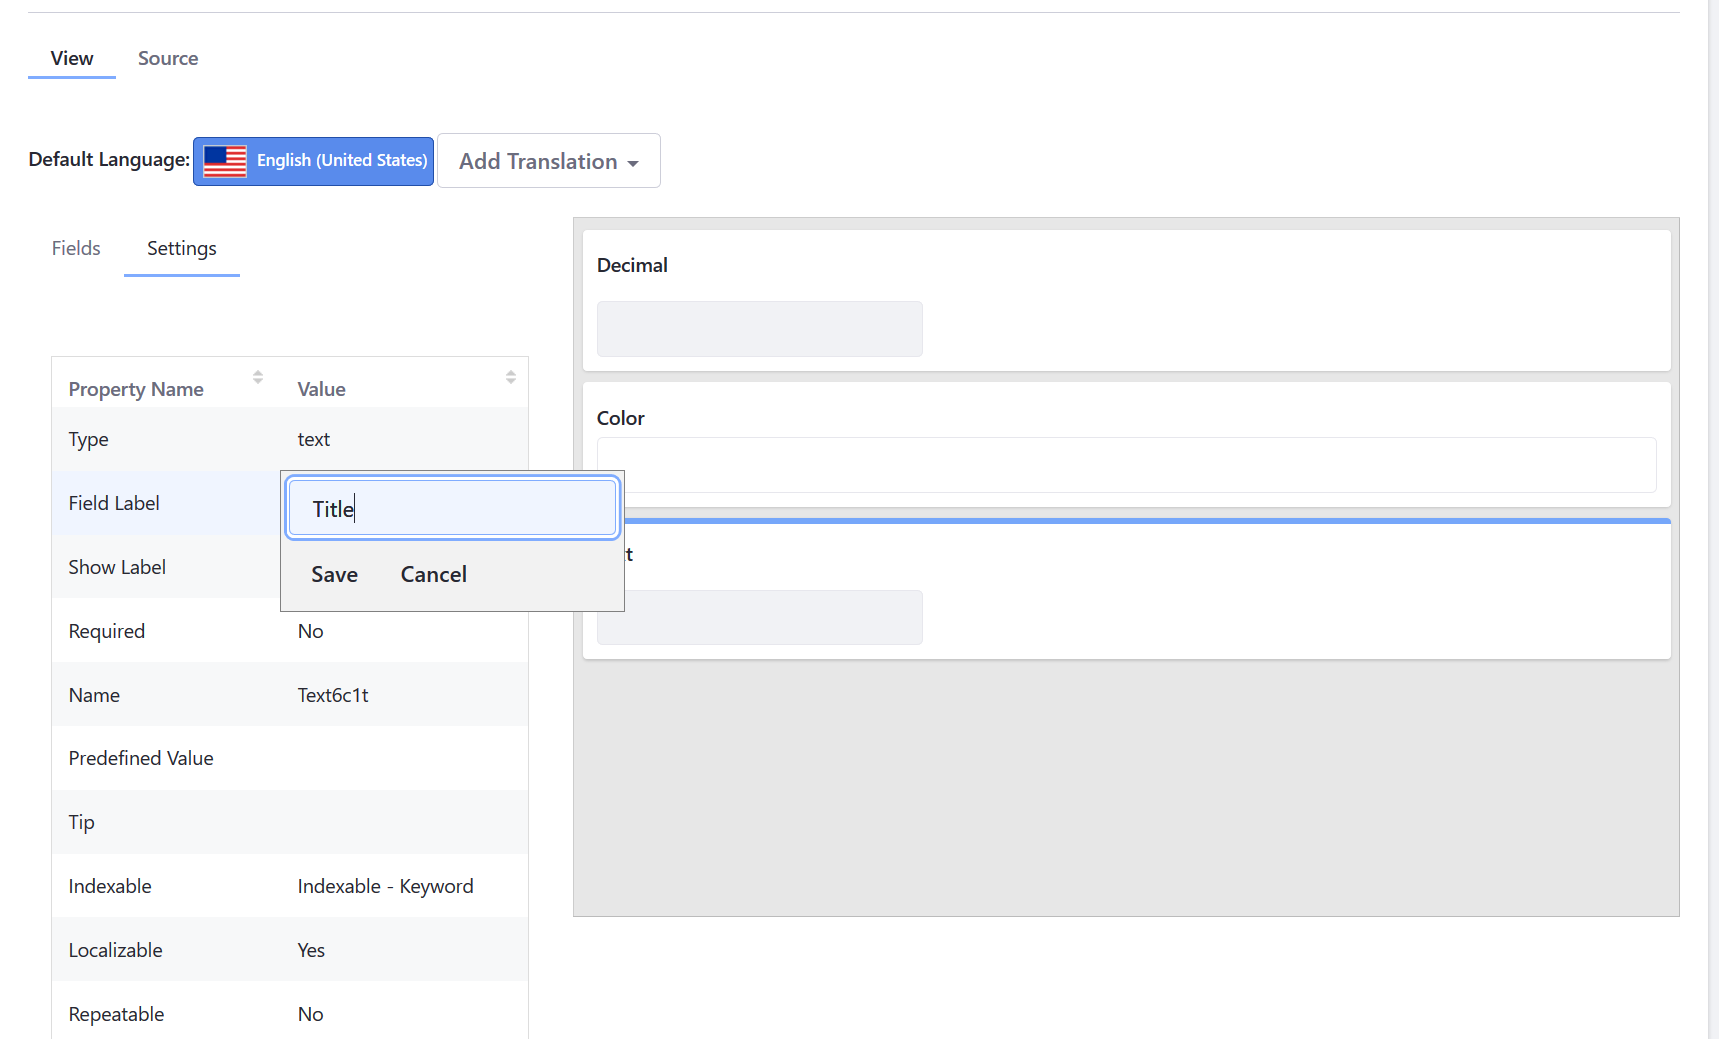 View Source
Default Language: English (United States) Add Translation
Fields Settings
Property Name Value
Type text
Field Label Title
Show Label
Save Cancel
Required No
Name Text6c1t
Predefined Value
Tip
Indexable Indexable - Keyword
Localizable Yes
Repeatable No
Decimal
Color